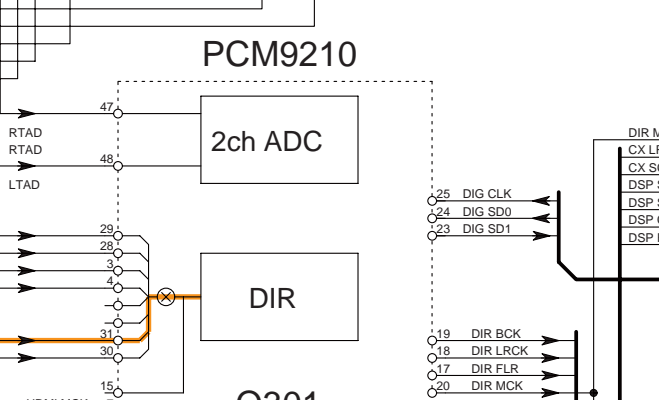 PCM9210
47
RTAD
RTAD
2ch ADC
48
LTAD
DIR M
CX L
CX S
DSP
DSP
DSP
DSP
25 DIG CLK
24 DIG SD0
23 DIG SD1
29
28
3
4
DIR
31
30
19 DIR BCK
18 DIR LRCK
17 DIR FLR
20 DIR MCK
15